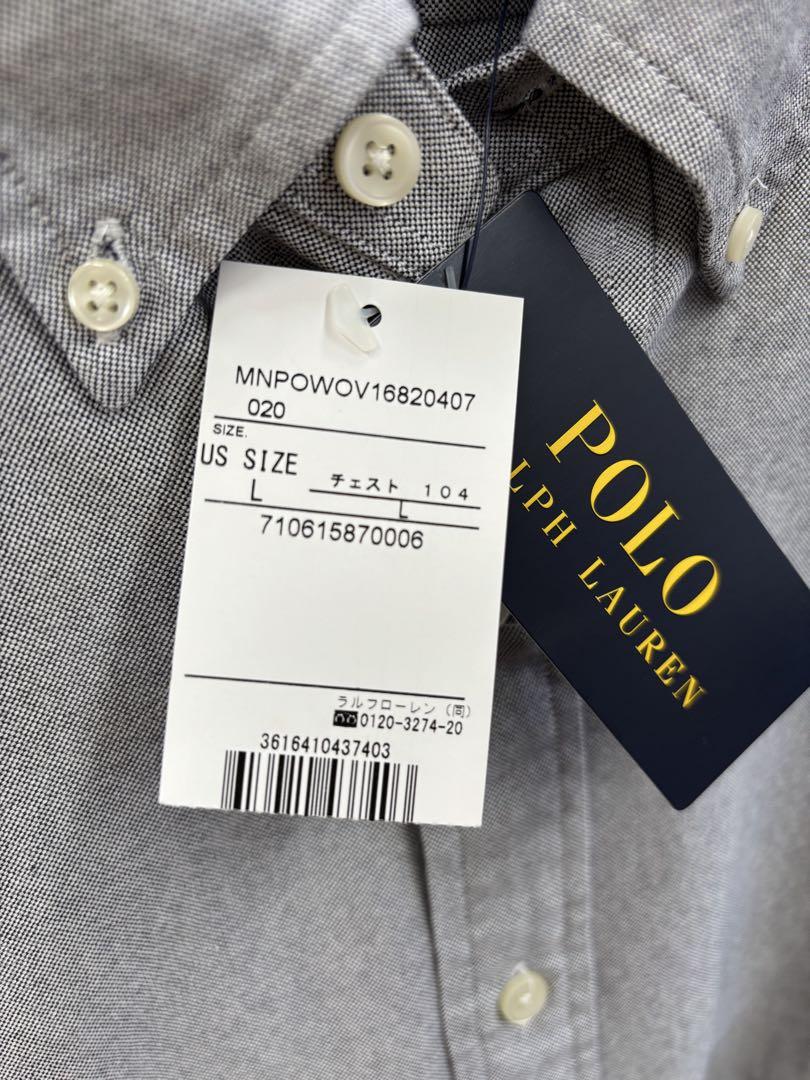 MNPOWOV16820407
020
SIZE.
US SIZE
L
チェスト 104
L
710615870006
ラルフローレン（同）
0120-3274-20
3616410437403
POLO
LPH LAUREN